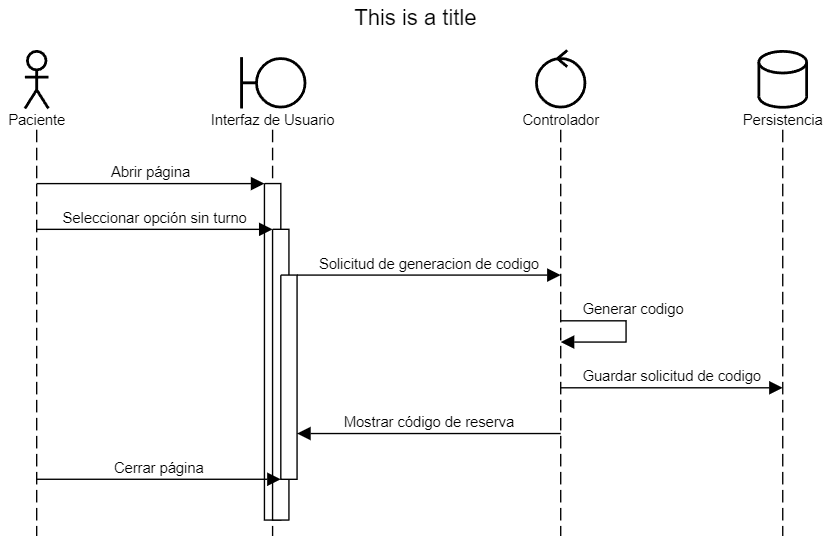 This is a title
Paciente
Interfaz de Usuario
Controlador
Persistencia
Abrir página
Seleccionar opción sin turno
Solicitud de generacion de codigo
Generar codigo
Guardar solicitud de codigo
Mostrar código de reserva
Cerrar página